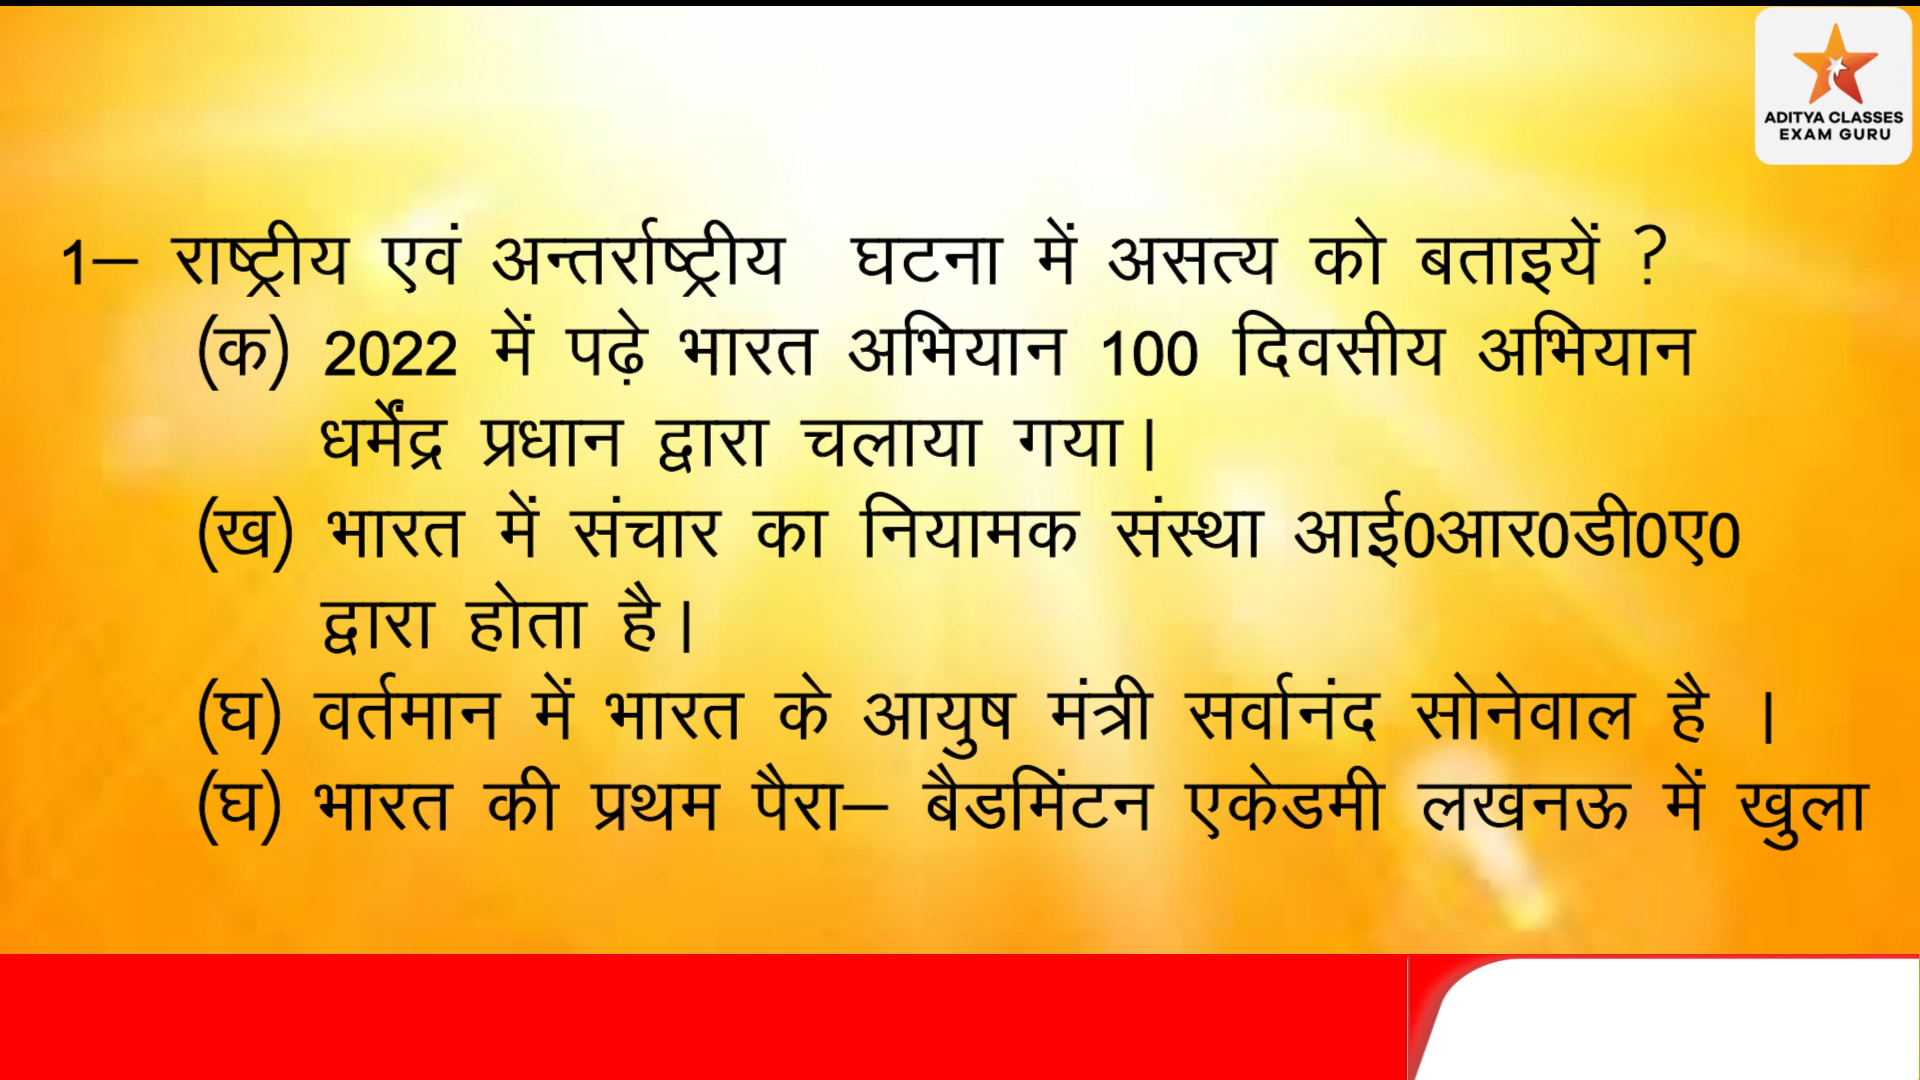 ADITYA CLASSES
EXAM GURU
1– राष्ट्रीय एवं अन्तर्राष्ट्रीय घटना में असत्य को बताइयें ?
(क) 2022 में पढ़े भारत अभियान 100 दिवसीय अभियान
धर्मेंद्र प्रधान द्वारा चलाया गया।
(ख) भारत में संचार का नियामक संस्था आई0आर0डी0ए0
द्वारा होता है।
(घ) वर्तमान में भारत के आयुष मंत्री सर्वानंद सोनेवाल है ।
(घ) भारत की प्रथम पैरा– बैडमिंटन एकेडमी लखनऊ में खुला